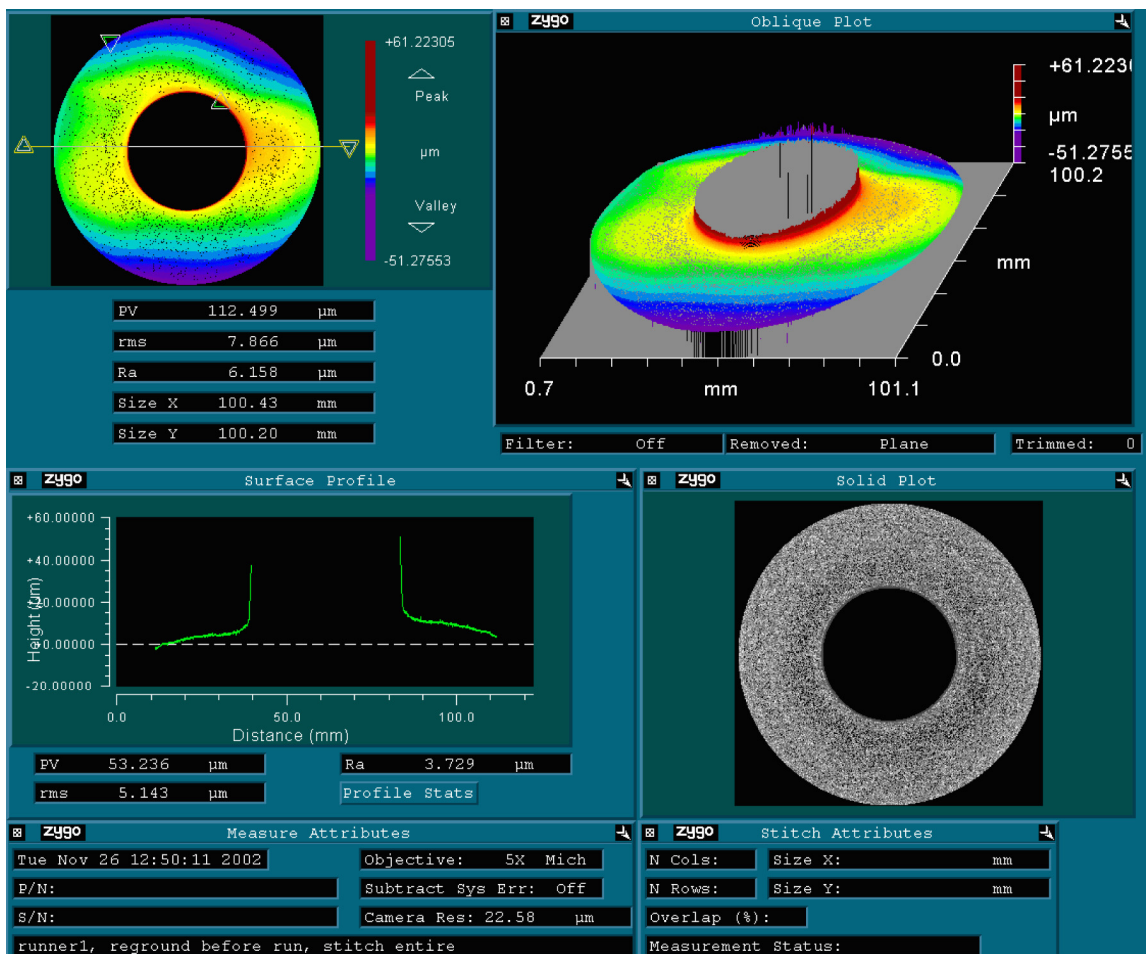 +61.22305
Peak
µm
Valley
-51.27553
PV 112.499 µm
rms 7.866 µm
Ra 6.158 µm
Size X 100.43 mm
Size Y 100.20 mm
zygo Oblique Plot
+61.2230
µm
-51.2755
100.2
mm
0.0
0.7 mm 101.1
Filter: Off Removed: Plane Trimmed: 0
zygo Surface Profile
+60.00000
+40.00000
+20.00000
+0.00000
-20.00000
Height (µm)
0.0 50.0 100.0
Distance (mm)
PV 53.236 µm Ra 3.729 µm
rms 5.143 µm Profile Stats
zygo Solid Plot
zygo Measure Attributes
Tue Nov 26 12:50:11 2002 Objective: 5X Mich
P/N: Subtract Sys Err: Off
S/N: Camera Res: 22.58 µm
runner1, reground before run, stitch entire
zygo Stitch Attributes
N Cols: Size X: mm
N Rows: Size Y: mm
Overlap (%):
Measurement Status: